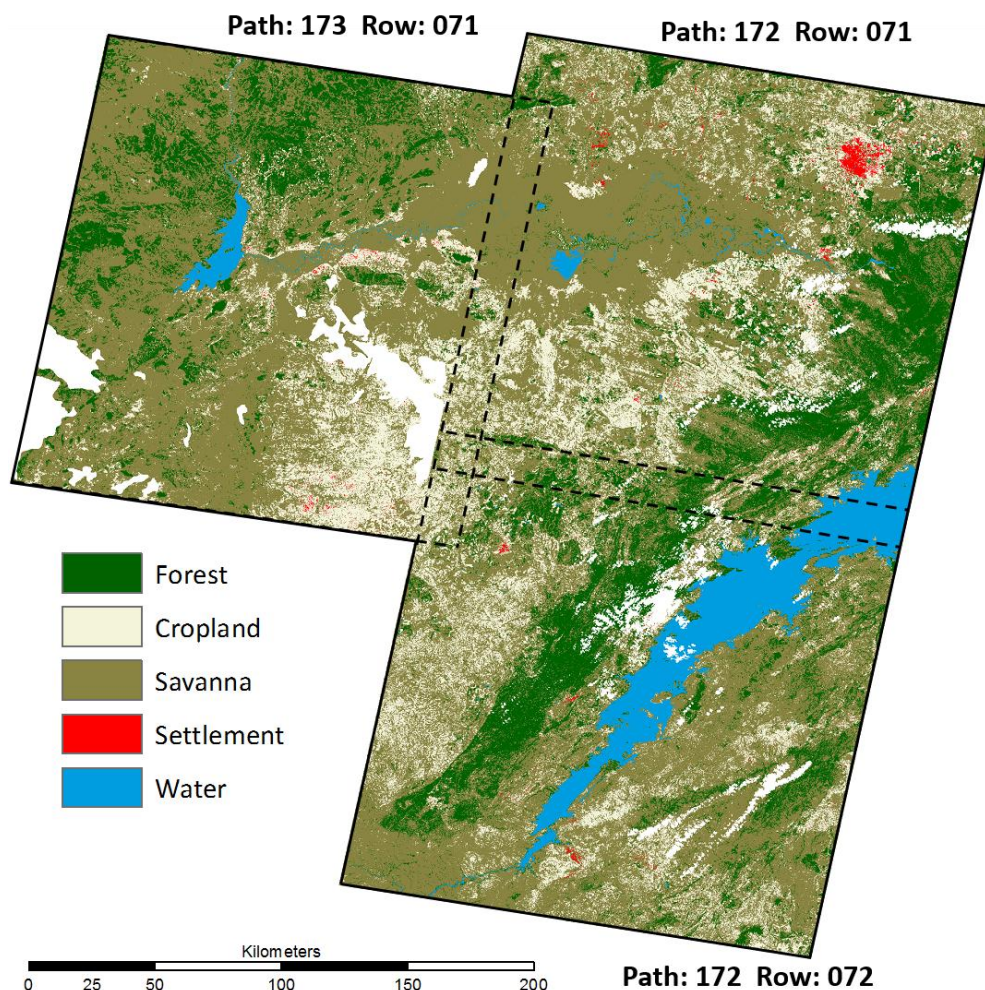 Path: 173  Row: 071
Path: 172  Row: 071
Forest
Cropland
Savanna
Settlement
Water
Kilometers
0 25 50 100 150 200
Path: 172  Row: 072